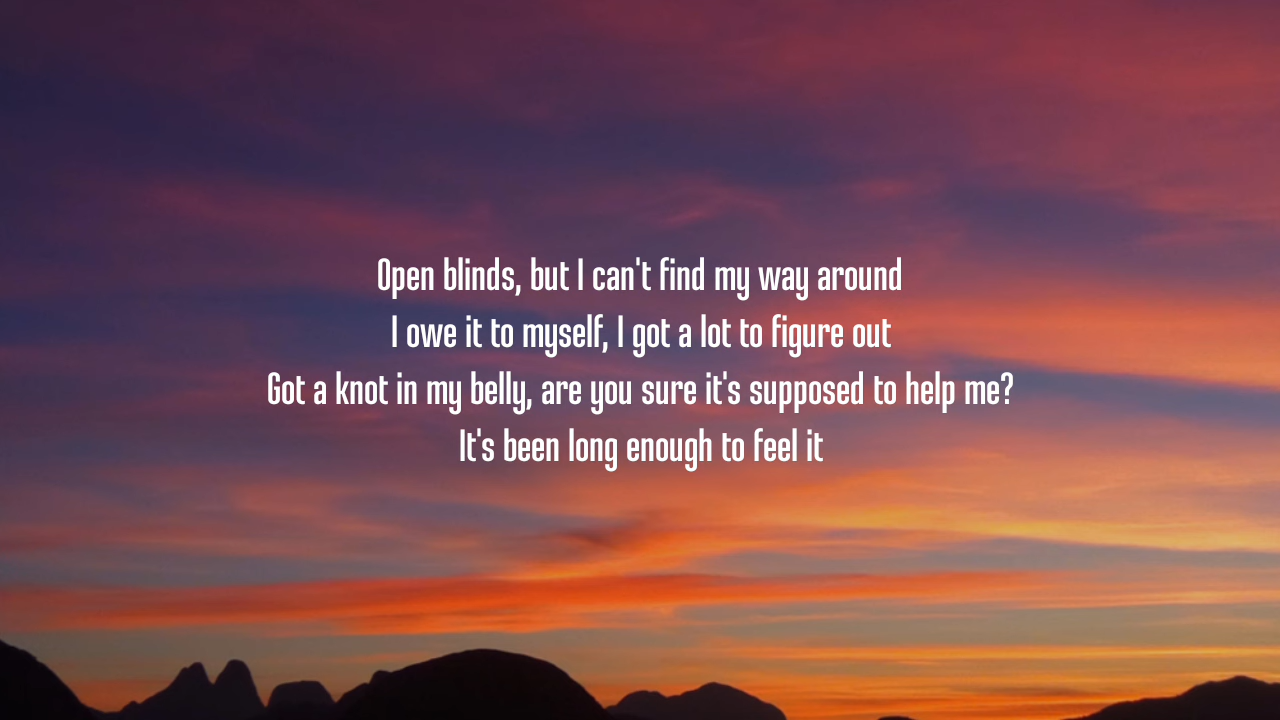 Open blinds, but I can't find my way around
I owe it to myself, I got a lot to figure out
Got a knot in my belly, are you sure it's supposed to help me?
It's been long enough to feel it